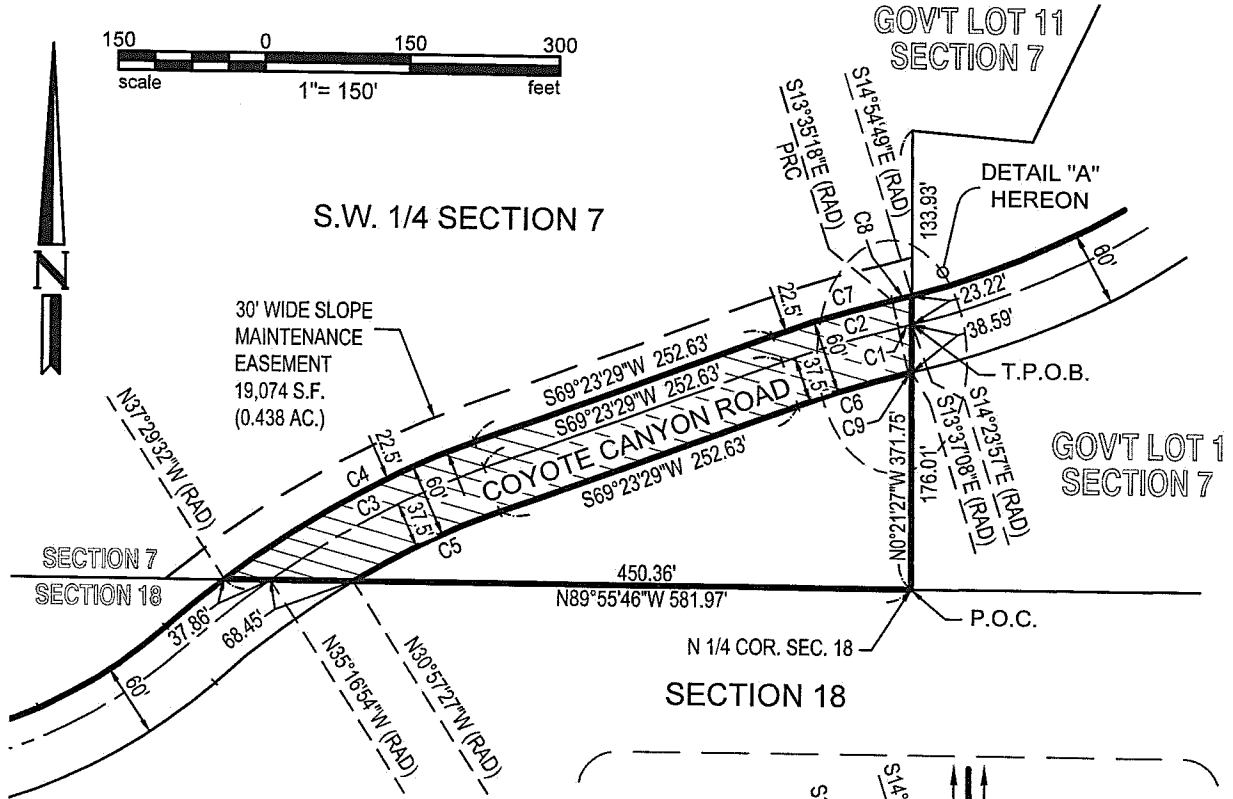 GOV'T LOT 11
SECTION 7
150 0 150 300
scale
1"= 150'
feet
S13°35'18"E (RAD)
PRC
S14°54'49"E (RAD)
DETAIL "A"
HEREON
133.93'
C8
S.W. 1/4 SECTION 7
N
60'
30' WIDE SLOPE
MAINTENANCE
EASEMENT
19,074 S.F.
(0.438 AC.)
22.5'
C7
23.22'
C2
60'
38.59'
C1
S69°23'29"W 252.63'
S69°23'29"W 252.63'
37.5'
T.P.O.B.
COYOTE CANYON ROAD
C6
C9
S69°23'29"W 252.63'
N37°29'32"W (RAD)
22.5'
C4
C3
60'
37.5'
C5
N0°21'27"W 371.75'
176.01'
S13°37'08"E (RAD)
S14°23'57"E (RAD)
GOV'T LOT 1
SECTION 7
SECTION 7
SECTION 18
450.36'
N89°55'46"W 581.97'
37.86'
68.45'
P.O.C.
N 1/4 COR. SEC. 18
60'
N35°16'54"W (RAD)
N30°57'27"W (RAD)
SECTION 18
S
S14°